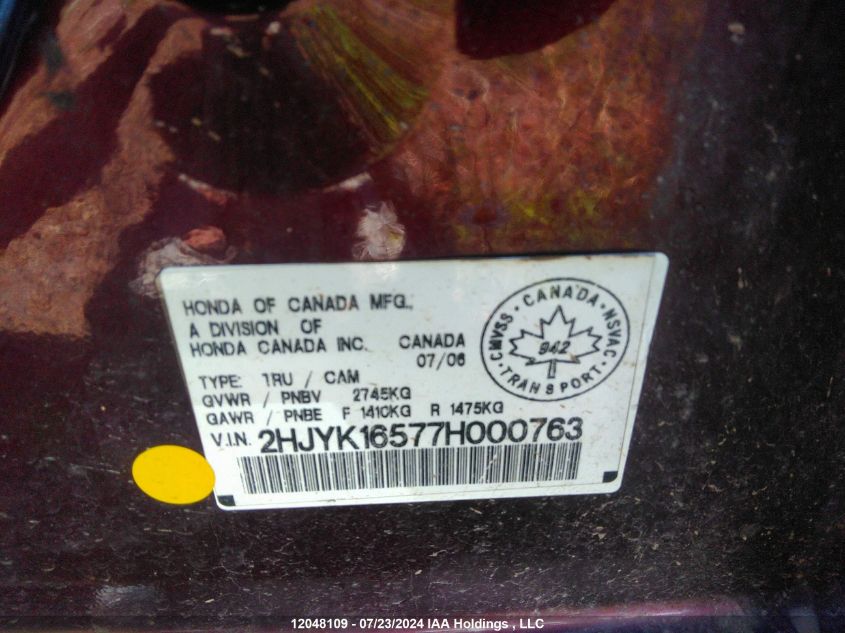 HONDA OF CANADA MFG.,
A DIVISION OF
HONDA CANADA INC. CANADA
07/06
TYPE: TRU / CAM
GVWR / PNBV 2745KG
GAWR / PNBE F 1410KG R 1475KG
V.I.N. 2HJYK16577H000763
CMVSS · CANADA · NSVAC · TRANSPORT ·
942
12048109 - 07/23/2024 IAA Holdings , LLC